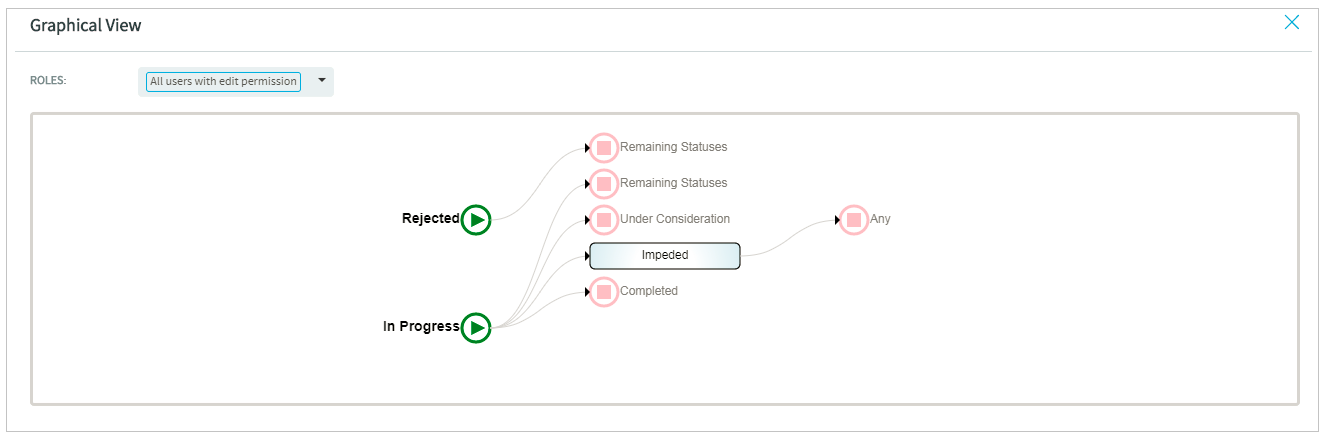 Graphical View
ROLES:
All users with edit permission
Remaining Statuses
Remaining Statuses
Rejected
Under Consideration
Any
Impeded
Completed
In Progress